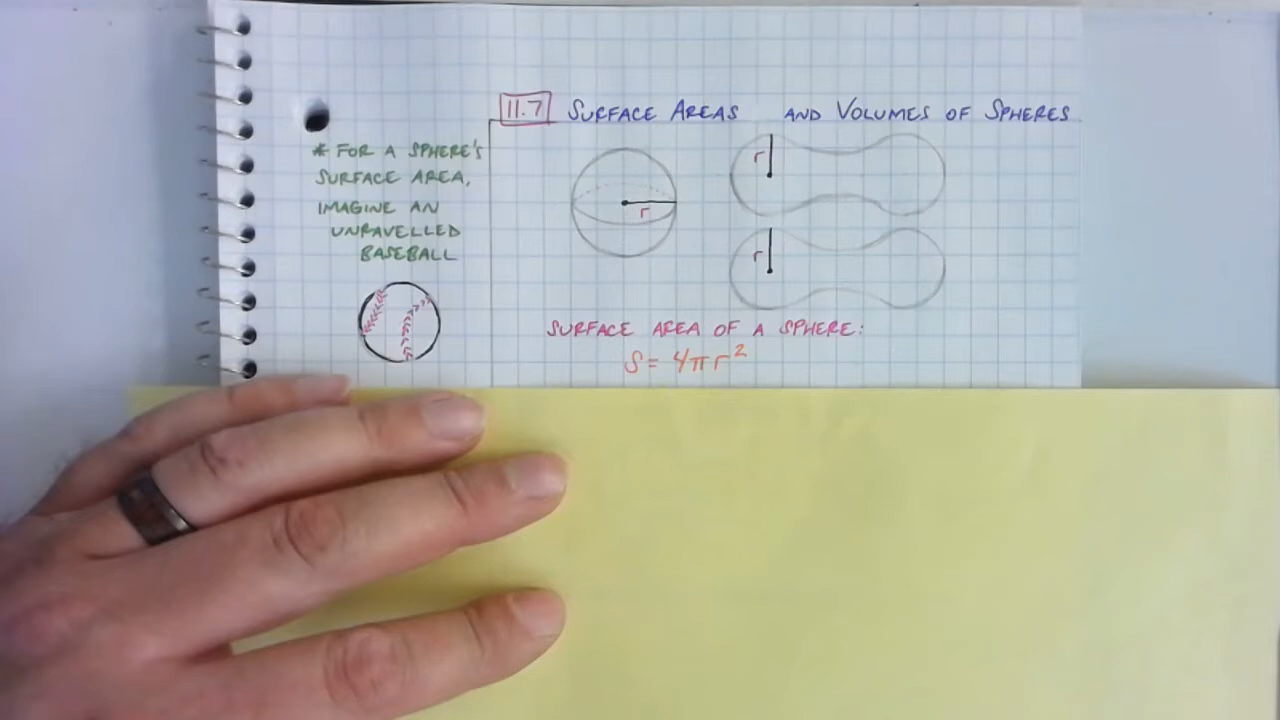 11.7 SURFACE AREAS AND VOLUMES OF SPHERES
* FOR A SPHERE'S
SURFACE AREA,
IMAGINE AN
UNRAVELLED
BASEBALL
r
r
r
SURFACE AREA OF A SPHERE:
S = 4πr²